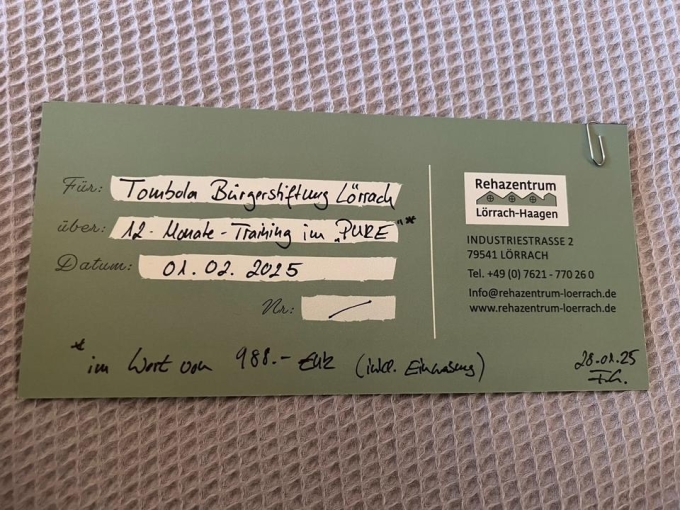 Für: Tombola Bürgerstiftung Lörrach
über: 12-Monate-Training im „PURE"*
Datum: 01.02.2025
Nr.: /
* im Wert von 988.- EUR (inkl. Einweisung)
Rehazentrum
Lörrach-Haagen
INDUSTRIESTRASSE 2
79541 LÖRRACH
Tel. +49 (0) 7621 - 770 26 0
Info@rehazentrum-loerrach.de
www.rehazentrum-loerrach.de
28.01.25